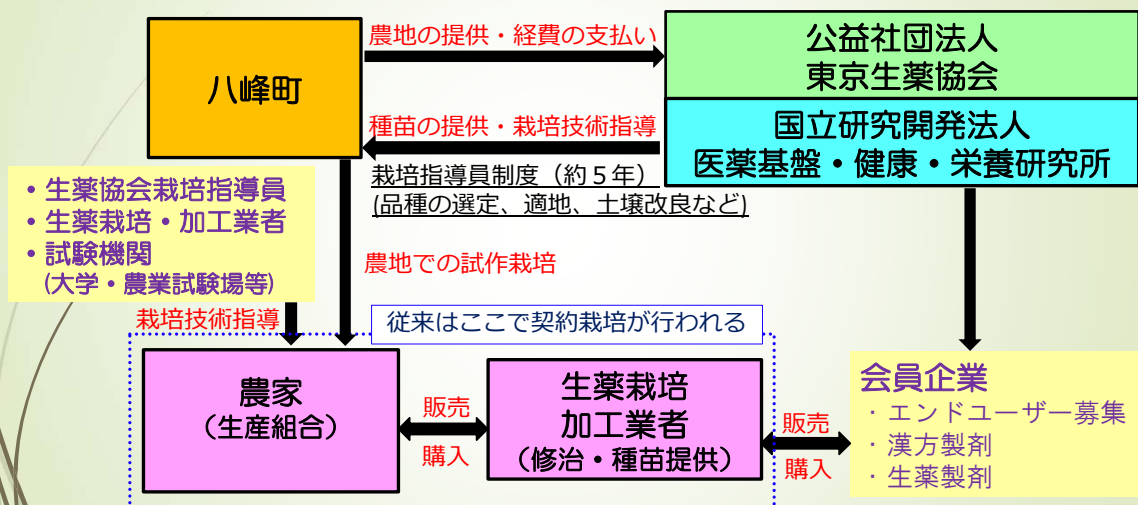 農地の提供・経費の支払い
公益社団法人
東京生薬協会
八峰町
種苗の提供・栽培技術指導
国立研究開発法人
医薬基盤・健康・栄養研究所
栽培指導員制度（約５年）
(品種の選定、適地、土壌改良など)
• 生薬協会栽培指導員
• 生薬栽培・加工業者
• 試験機関
(大学・農業試験場等)
農地での試作栽培
栽培技術指導
従来はここで契約栽培が行われる
農家
（生産組合）
販売
購入
生薬栽培
加工業者
（修治・種苗提供）
販売
購入
会員企業
・エンドユーザー募集
・漢方製剤
・生薬製剤